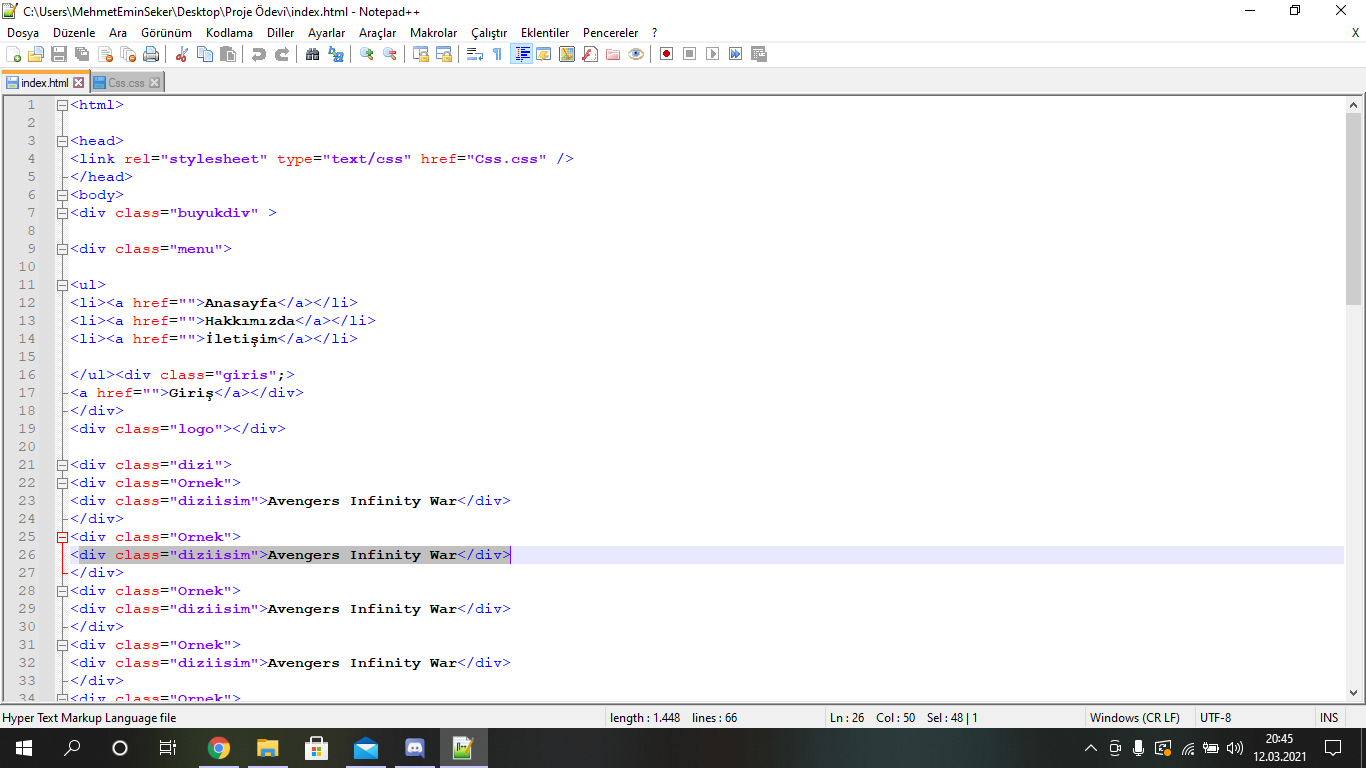 C:\Users\MehmetEminSeker\Desktop\Proje Ödevi\index.html - Notepad++
Dosya Düzenle Ara Görünüm Kodlama Diller Ayarlar Araçlar Makrolar Çalıştır Eklentiler Pencereler ? X
index.html Css.css
1 <html>
2
3 <head>
4 <link rel="stylesheet" type="text/css" href="Css.css" />
5 </head>
6 <body>
7 <div class="buyukdiv" >
8
9 <div class="menu">
10
11 <ul>
12 <li><a href="">Anasayfa</a></li>
13 <li><a href="">Hakkımızda</a></li>
14 <li><a href="">İletişim</a></li>
15
16 </ul><div class="giris";>
17 <a href="">Giriş</a></div>
18 </div>
19 <div class="logo"></div>
20
21 <div class="dizi">
22 <div class="Ornek">
23 <div class="diziisim">Avengers Infinity War</div>
24 </div>
25 <div class="Ornek">
26 <div class="diziisim">Avengers Infinity War</div>
27 </div>
28 <div class="Ornek">
29 <div class="diziisim">Avengers Infinity War</div>
30 </div>
31 <div class="Ornek">
32 <div class="diziisim">Avengers Infinity War</div>
33 </div>
34 <div class="Ornek">
Hyper Text Markup Language file length : 1.448 lines : 66 Ln : 26 Col : 50 Sel : 48 | 1 Windows (CR LF) UTF-8 INS
20:45
12.03.2021